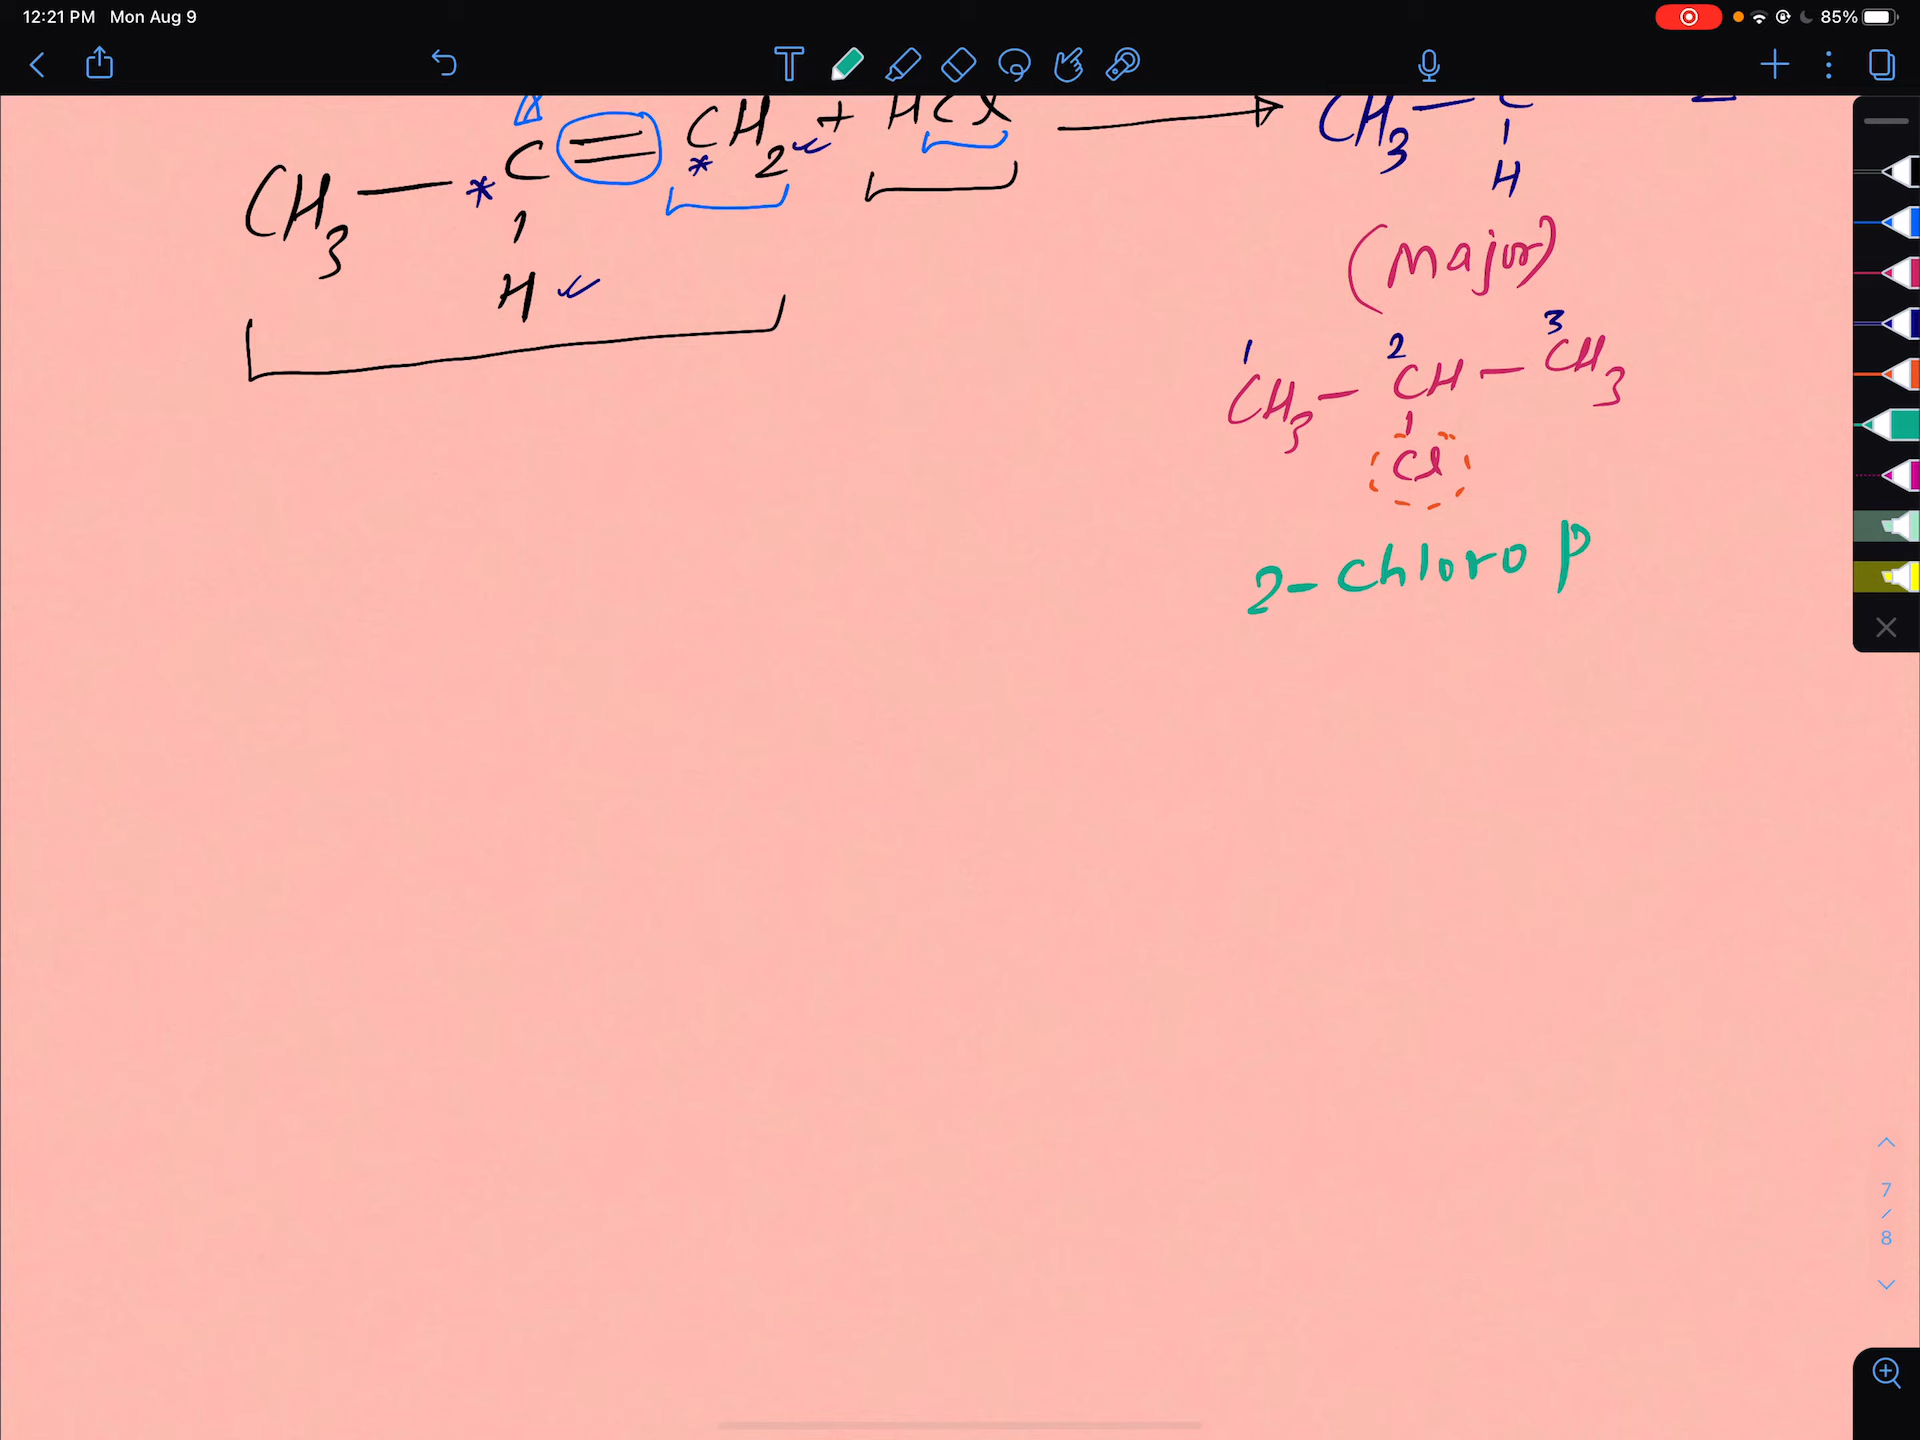 12:21 PM Mon Aug 9
85%
CH3 — C = CH2 + HCl → CH3 — C
H
H
(Major)
1 2 3
CH3 — CH — CH3
Cl
2-chloro p
7
/
8